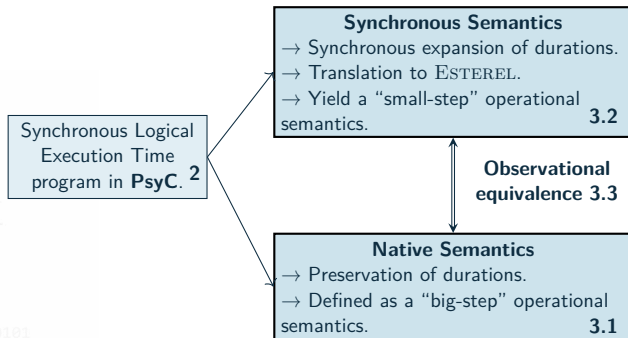 Synchronous Semantics
→ Synchronous expansion of durations.
→ Translation to ESTEREL.
→ Yield a “small-step” operational
semantics. 3.2
Synchronous Logical
Execution Time
program in PsyC. 2
Observational
equivalence 3.3
Native Semantics
→ Preservation of durations.
→ Defined as a “big-step” operational
semantics. 3.1